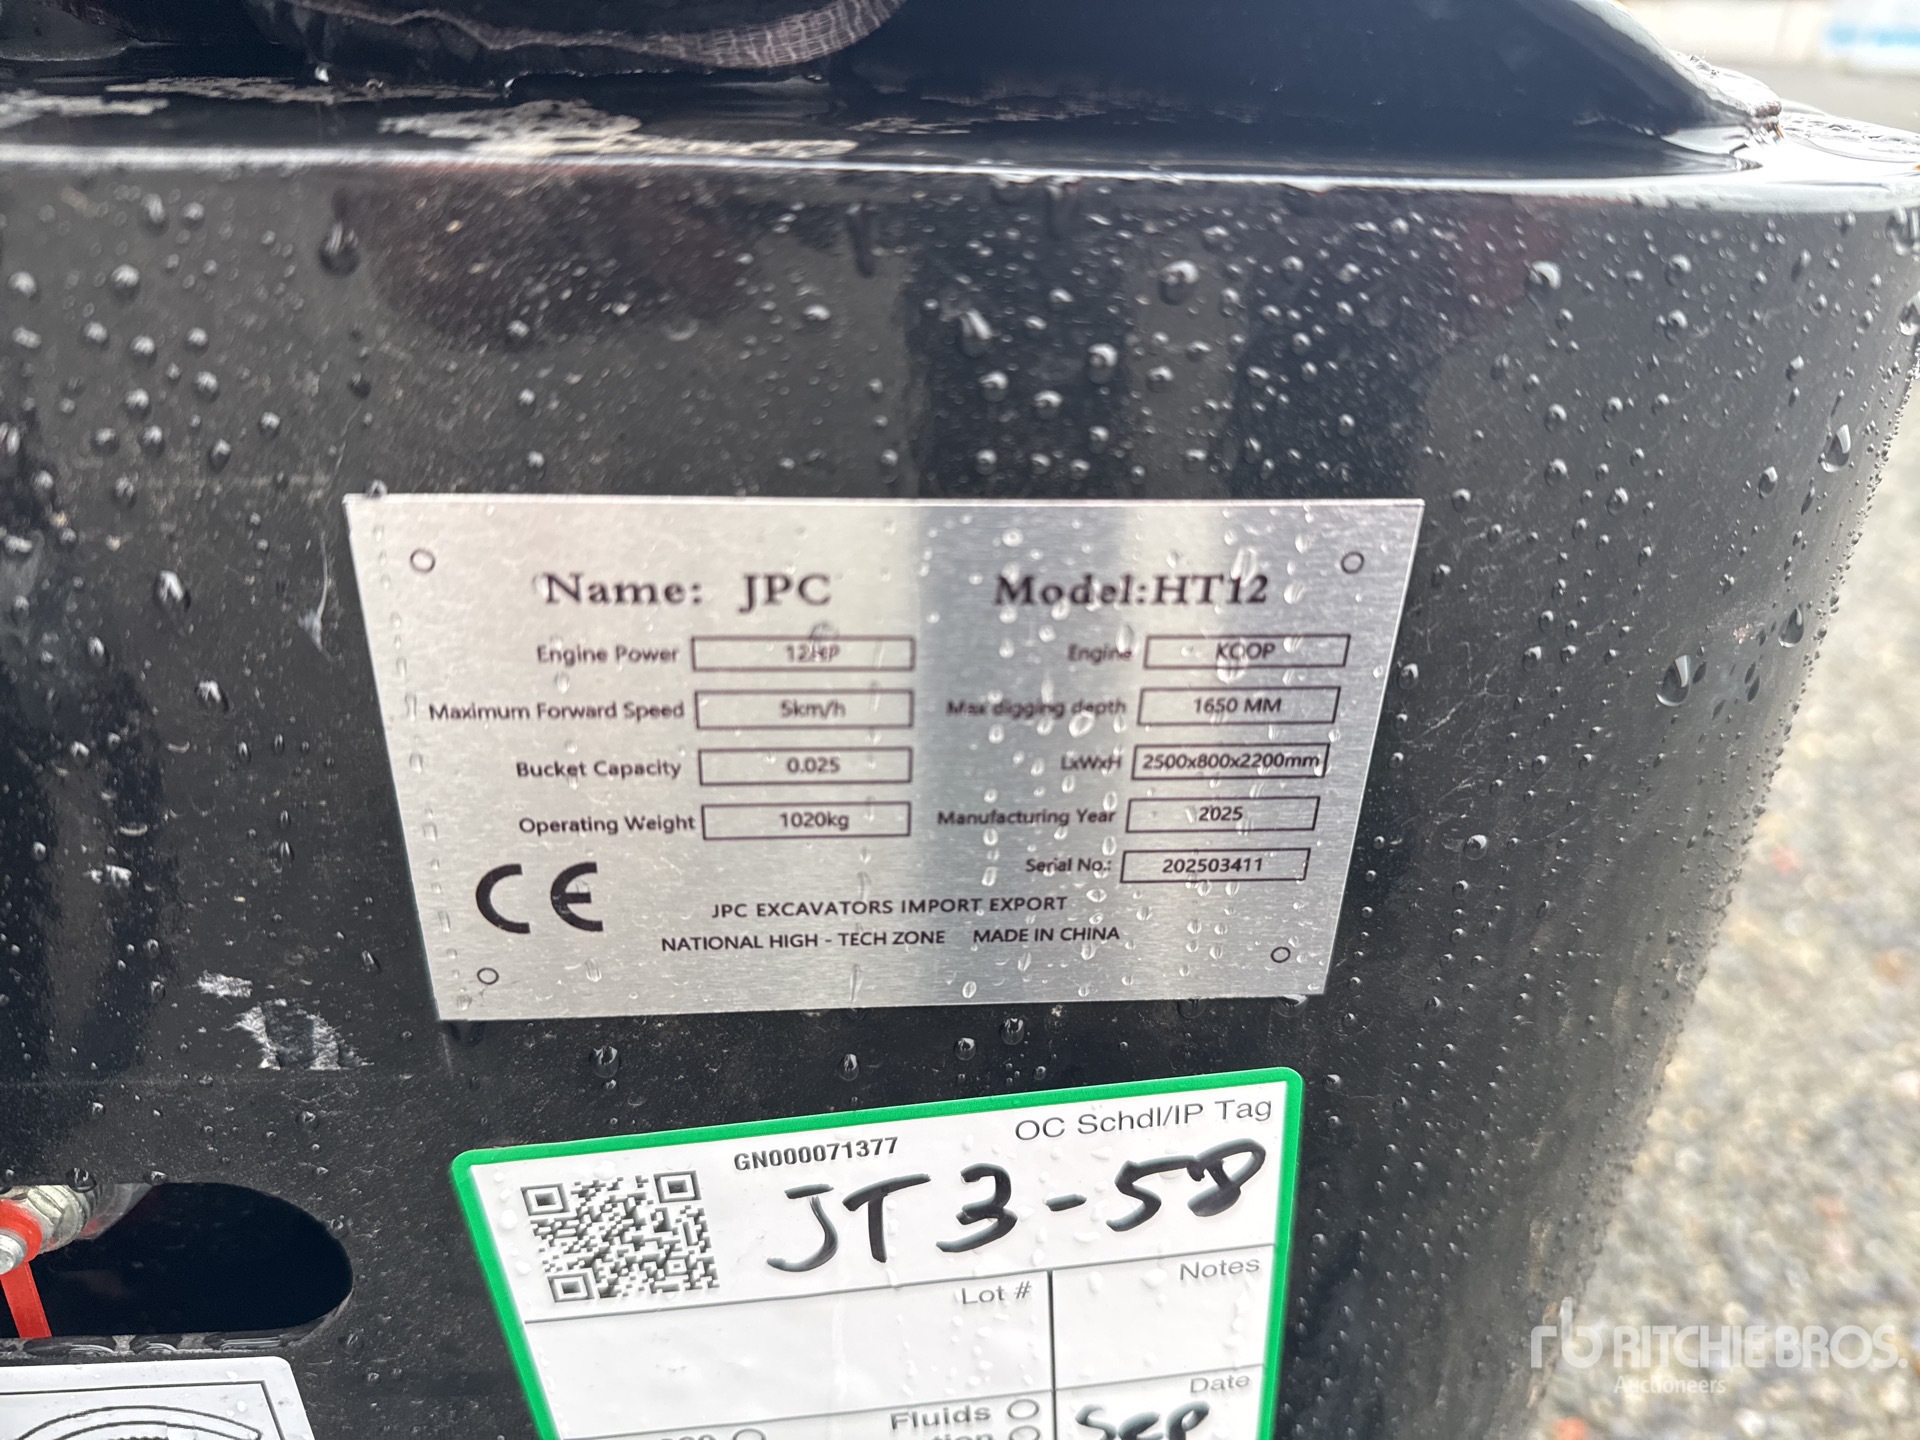 Name: JPC Model:HT12
Engine Power 12HP Engine KOOP
Maximum Forward Speed 5km/h Max digging depth 1650 MM
Bucket Capacity 0.025 LxWxH 2500x800x2200mm
Operating Weight 1020kg Manufacturing Year 2025
Serial No.: 202503411
CE
JPC EXCAVATORS IMPORT EXPORT
NATIONAL HIGH - TECH ZONE MADE IN CHINA
OC Schdl/IP Tag
GN000071377
JT3-58
Lot #
Notes
Date
Fluids
Sep
rb RITCHIE BROS.
Auctioneers